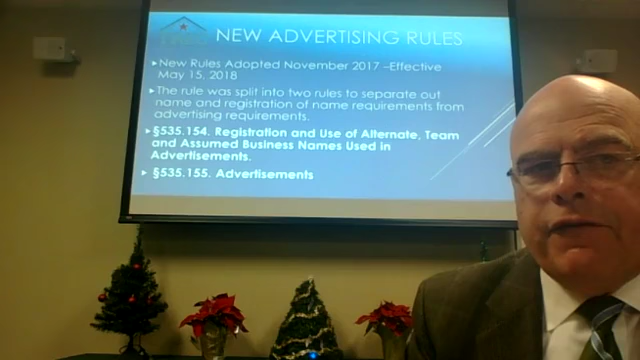 NEW ADVERTISING RULES
New Rules Adopted November 2017 –Effective
May 15, 2018
The rule was split into two rules to separate out
name and registration of name requirements from
advertising requirements.
§535.154. Registration and Use of Alternate, Team
and Assumed Business Names Used in
Advertisements.
§535.155. Advertisements